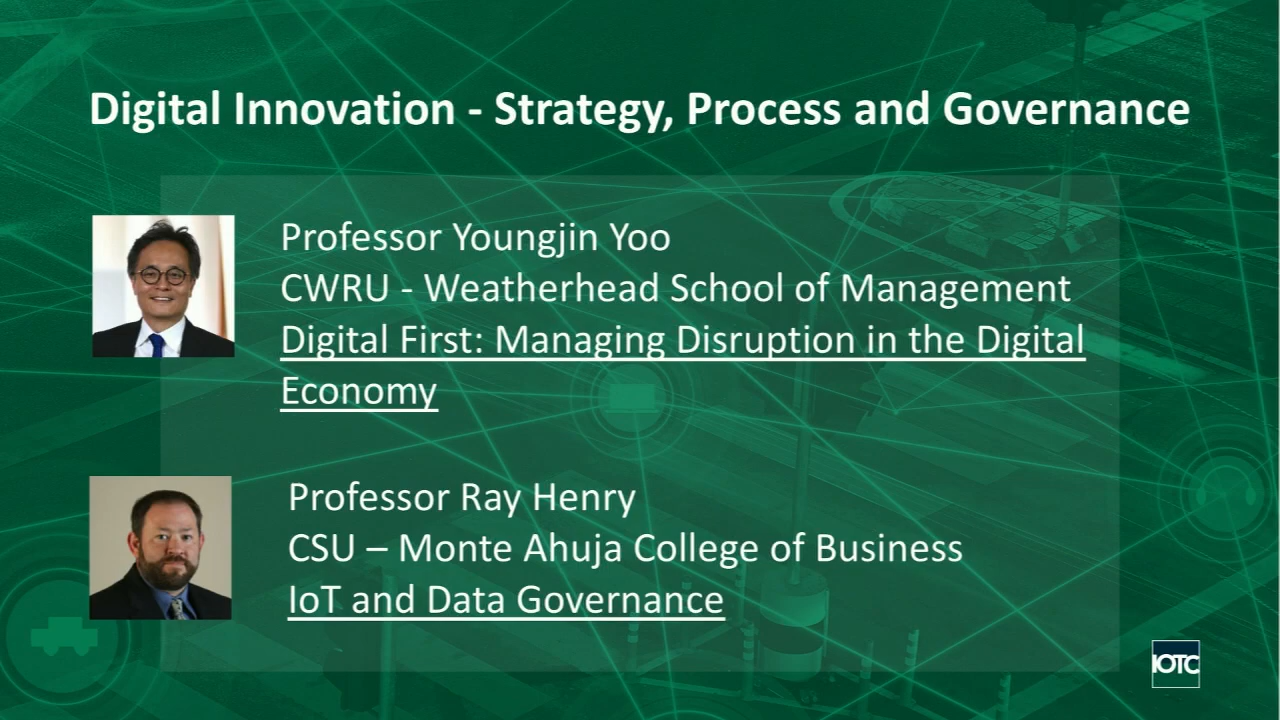 Digital Innovation - Strategy, Process and Governance
Professor Youngjin Yoo
CWRU - Weatherhead School of Management
Digital First: Managing Disruption in the Digital
Economy
Professor Ray Henry
CSU – Monte Ahuja College of Business
IoT and Data Governance
IOTC